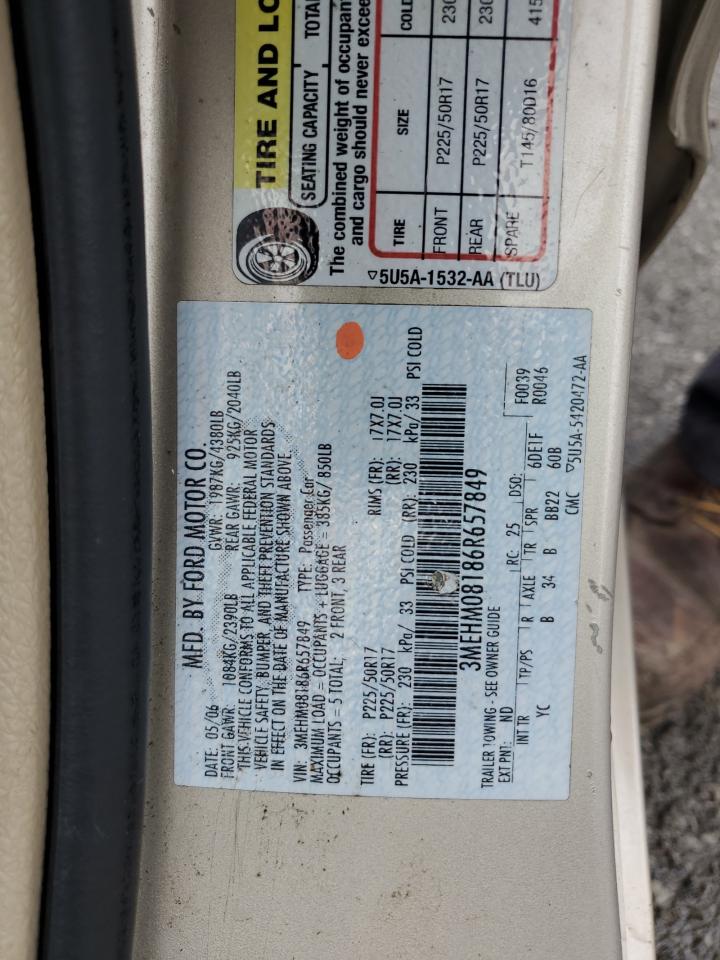 MFD. BY FORD MOTOR CO.
DATE: 05/06 GVWR: 1987KG/4380LB
FRONT GAWR: 1084KG/2390LB REAR GAWR: 925KG/2040LB
THIS VEHICLE CONFORMS TO ALL APPLICABLE FEDERAL MOTOR
VEHICLE SAFETY, BUMPER, AND THEFT PREVENTION STANDARDS
IN EFFECT ON THE DATE OF MANUFACTURE SHOWN ABOVE.
VIN: 3MEHM08186R657849 TYPE: Passenger Car
MAXIMUM LOAD = OCCUPANTS + LUGGAGE = 385KG/ 850LB
OCCUPANTS = 5 TOTAL: 2 FRONT, 3 REAR
TIRE (FR): P225/50R17 RIMS (FR): 17X7.0J
(RR): P225/50R17 (RR): 17X7.0J
PRESSURE (FR): 230 kPa/ 33 PSI COLD (RR): 230 kPa/ 33 PSI COLD
3MEHM08186R657849
TRAILER TOWING - SEE OWNER GUIDE
EXT PNT: ND RC: 25 DSO: F0039
R0046
INT TR TP/PS R AXLE TR SPR 6DE1F
YC B 34 B BB22 60B
CMC ▽5U5A-5420472-AA
TIRE AND LO
SEATING CAPACITY TOTA
The combined weight of occupan
and cargo should never excee
TIRE SIZE COLD
FRONT P225/50R17 230
REAR P225/50R17 230
SPARE T145/80D16 415
▽5U5A-1532-AA (TLU)